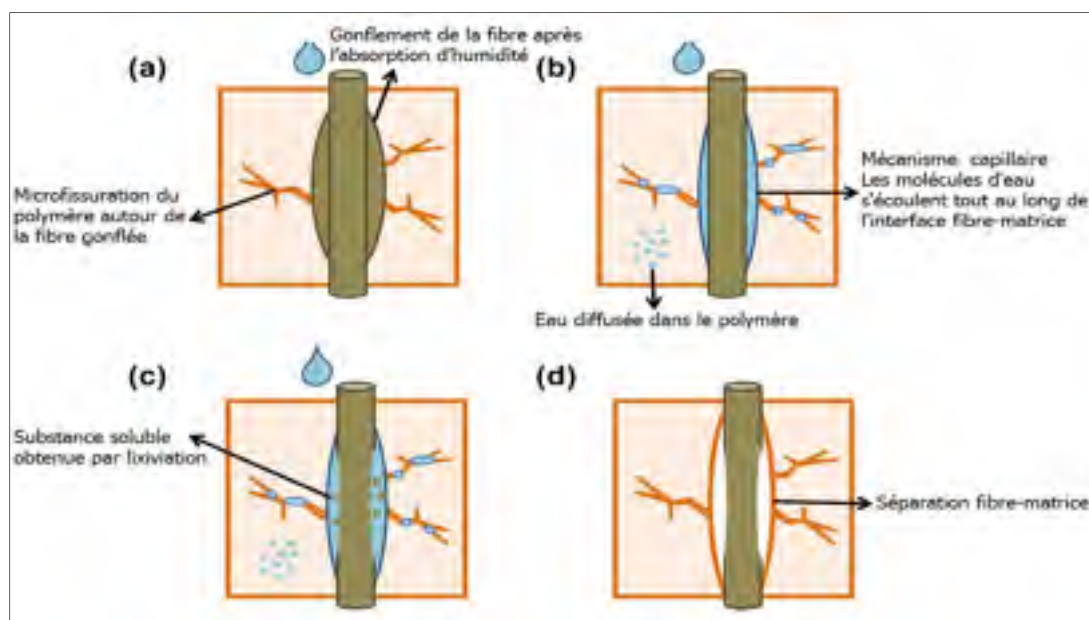 (a)
Gonflement de la fibre après
l'absorption d'humidité
Microfissuration du
polymère autour de
la fibre gonflée
(b)
Mécanisme capillaire
Les molécules d'eau
s'écoulent tout au long de
l'interface fibre-matrice
Eau diffusée dans le polymère
(c)
Substance soluble
obtenue par lixiviation
(d)
Séparation fibre-matrice